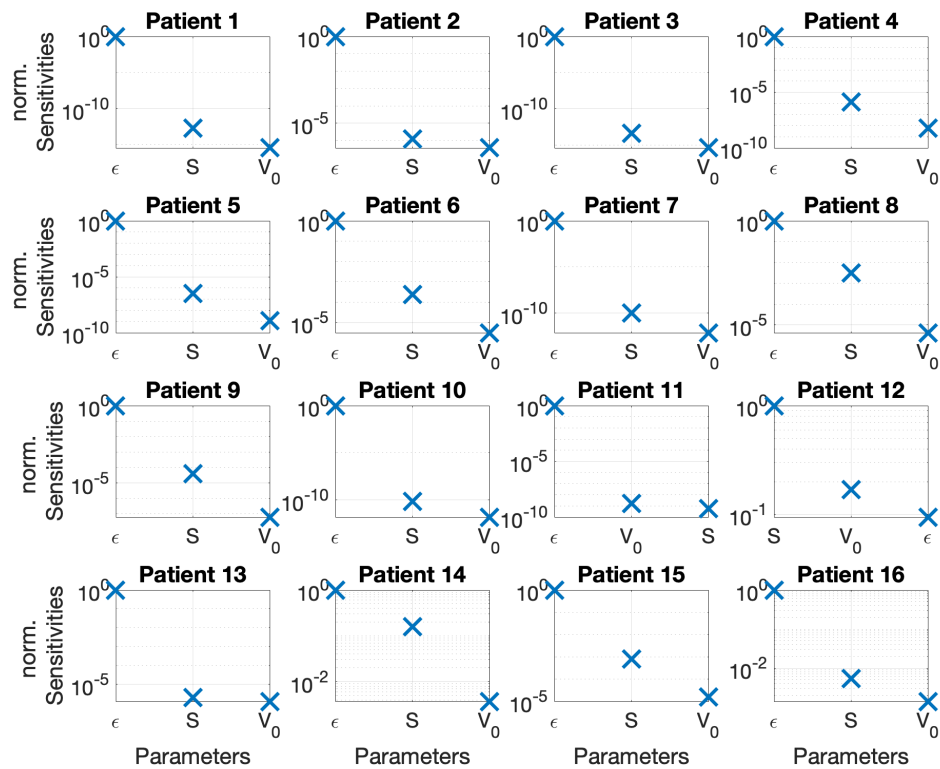 Patient 1 Patient 2 Patient 3 Patient 4
norm.
Sensitivities
10^0 10^0 10^0 10^0
10^-10 10^-5 10^-10 10^-5
10^-10
ϵ S V_0 ϵ S V_0 ϵ S V_0 ϵ S V_0
Patient 5 Patient 6 Patient 7 Patient 8
norm.
Sensitivities
10^0 10^0 10^0 10^0
10^-5 10^-5 10^-10 10^-5
10^-10
ϵ S V_0 ϵ S V_0 ϵ S V_0 ϵ S V_0
Patient 9 Patient 10 Patient 11 Patient 12
norm.
Sensitivities
10^0 10^0 10^0 10^0
10^-5 10^-10 10^-5 10^-1
10^-10
ϵ S V_0 ϵ S V_0 ϵ V_0 S S V_0 ϵ
Patient 13 Patient 14 Patient 15 Patient 16
norm.
Sensitivities
10^0 10^0 10^0 10^0
10^-5 10^-2 10^-5 10^-2
ϵ S V_0 ϵ S V_0 ϵ S V_0 ϵ S V_0
Parameters Parameters Parameters Parameters